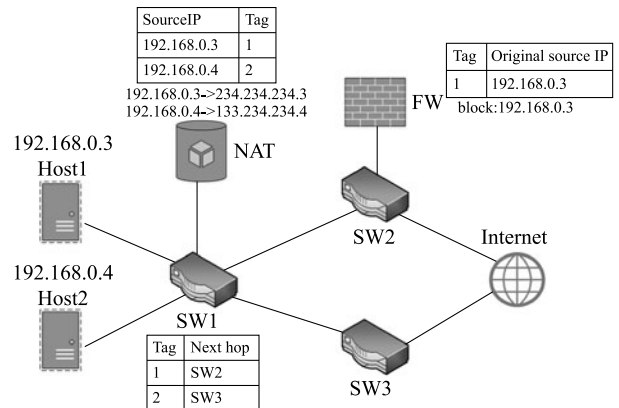 SourceIP Tag
192.168.0.3 1
192.168.0.4 2
192.168.0.3->234.234.234.3
192.168.0.4->133.234.234.4
NAT
Tag Original source IP
1 192.168.0.3
block:192.168.0.3
FW
192.168.0.3
Host1
192.168.0.4
Host2
SW1
SW2
Internet
SW3
Tag Next hop
1 SW2
2 SW3